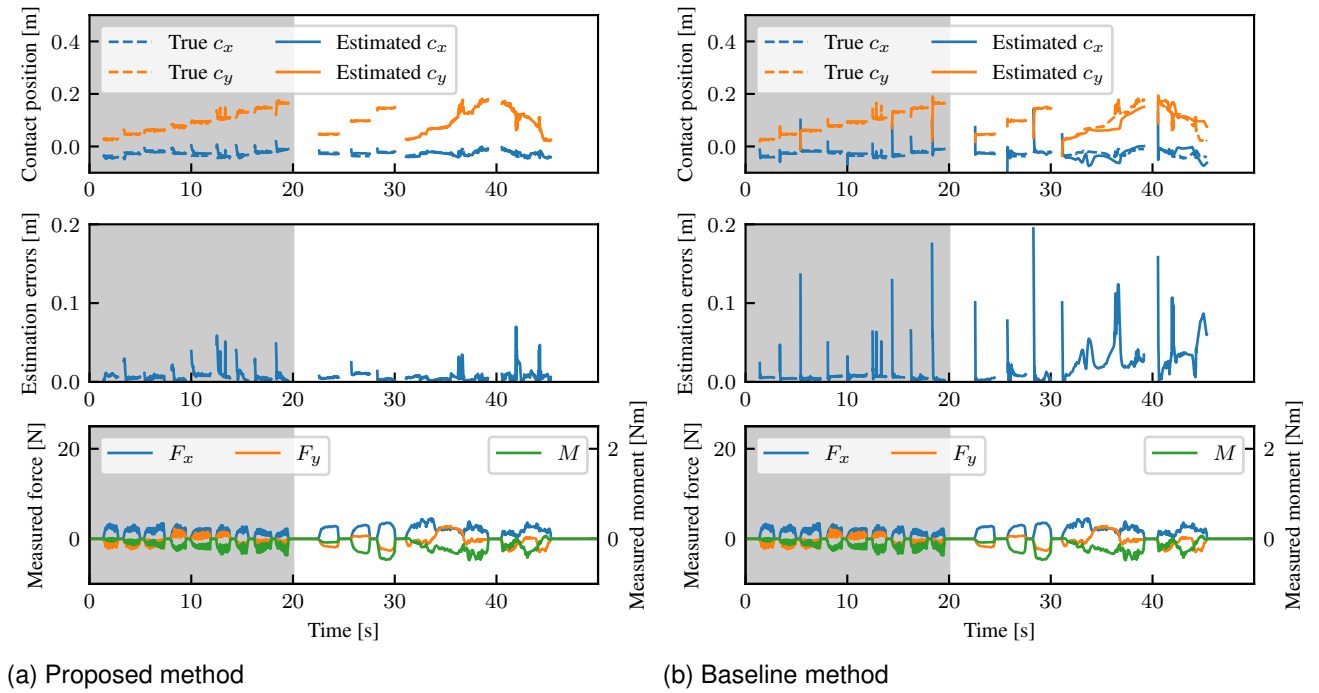 Contact position [m]
0.4
0.2
0.0
True c_x
Estimated c_x
True c_y
Estimated c_y
0 10 20 30 40
Estimation errors [m]
0.2
0.1
0.0
0 10 20 30 40
Measured force [N]
20
0
F_x
F_y
M
2
0
Measured moment [Nm]
0 10 20 30 40
Time [s]
(a) Proposed method
Contact position [m]
0.4
0.2
0.0
True c_x
Estimated c_x
True c_y
Estimated c_y
0 10 20 30 40
Estimation errors [m]
0.2
0.1
0.0
0 10 20 30 40
Measured force [N]
20
0
F_x
F_y
M
2
0
Measured moment [Nm]
0 10 20 30 40
Time [s]
(b) Baseline method